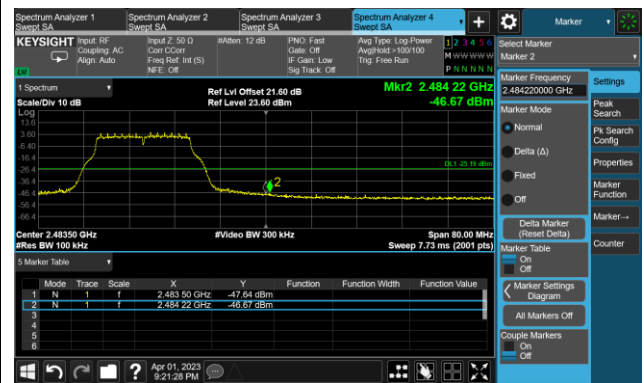 Spectrum Analyzer 1
Swept SA
Spectrum Analyzer 2
Swept SA
Spectrum Analyzer 3
Swept SA
Spectrum Analyzer 4
Swept SA
Marker
KEYSIGHT
Input: RF
Coupling: AC
Align: Auto
Input Z: 50 Ω
Corr CCorr
Freq Ref: Int (S)
NFE: Off
#Atten: 12 dB
PNO: Fast
Gate: Off
IF Gain: Low
Sig Track: Off
Avg Type: Log-Power
Avg|Hold:>100/100
Trig: Free Run
1 2 3 4 5 6
M W W W W W
P N N N N N
LXI
Select Marker
Marker 2
1 Spectrum
Scale/Div 10 dB
Log
Ref Lvl Offset 21.60 dB
Ref Level 23.60 dBm
Mkr2 2.484 22 GHz
-46.67 dBm
13.6
3.60
-6.40
-16.4
-26.4
-36.4
-46.4
-56.4
-66.4
DL1 -25.19 dBm
2
Center 2.48350 GHz
#Res BW 100 kHz
#Video BW 300 kHz
Span 80.00 MHz
Sweep 7.73 ms (2001 pts)
5 Marker Table
Mode Trace Scale X Y Function Function Width Function Value
1 N 1 f 2.483 50 GHz -47.64 dBm
2 N 1 f 2.484 22 GHz -46.67 dBm
3
4
5
6
Marker Frequency
2.484220000 GHz
Marker Mode
Normal
Delta (Δ)
Fixed
Off
Delta Marker
(Reset Delta)
Marker Table
On
Off
Marker Settings
Diagram
All Markers Off
Couple Markers
On
Off
Settings
Peak
Search
Pk Search
Config
Properties
Marker
Function
Marker→
Counter
?
Apr 01, 2023
9:21:28 PM